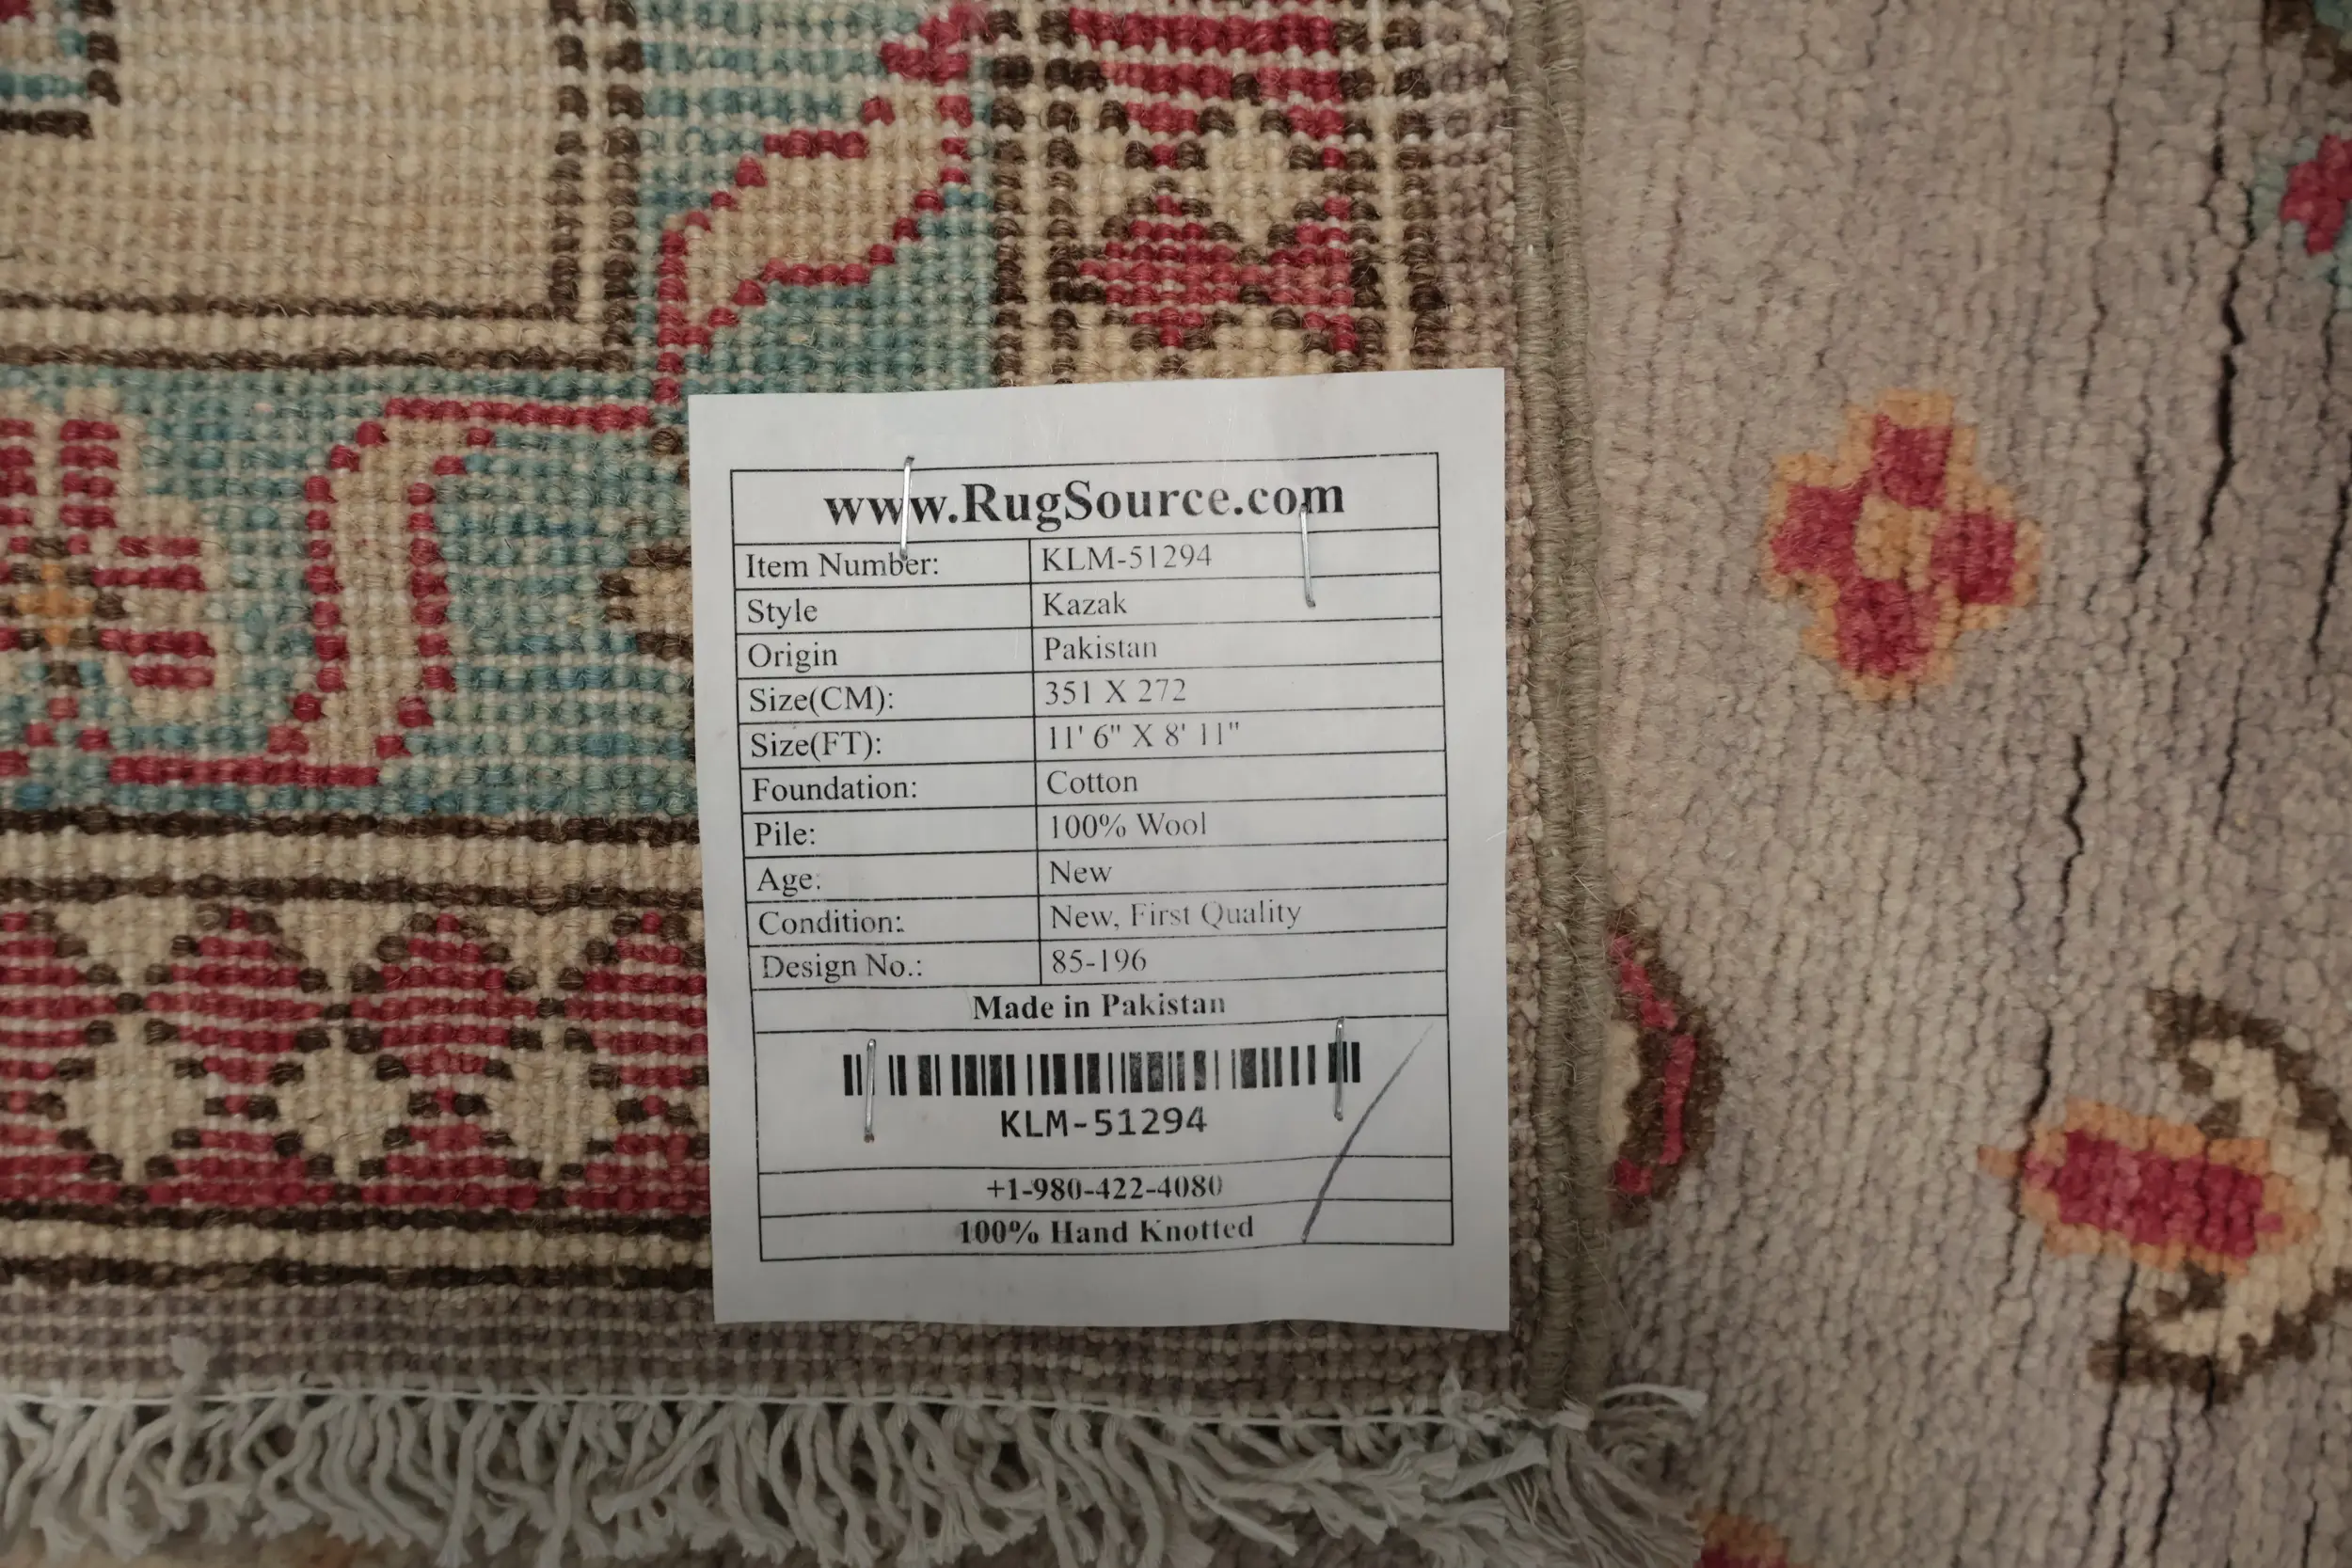 www.RugSource.com
Item Number: KLM-51294
Style Kazak
Origin Pakistan
Size(CM): 351 X 272
Size(FT): 11' 6" X 8' 11"
Foundation: Cotton
Pile: 100% Wool
Age: New
Condition: New, First Quality
Design No.: 85-196
Made in Pakistan
KLM-51294
+1-980-422-4080
100% Hand Knotted